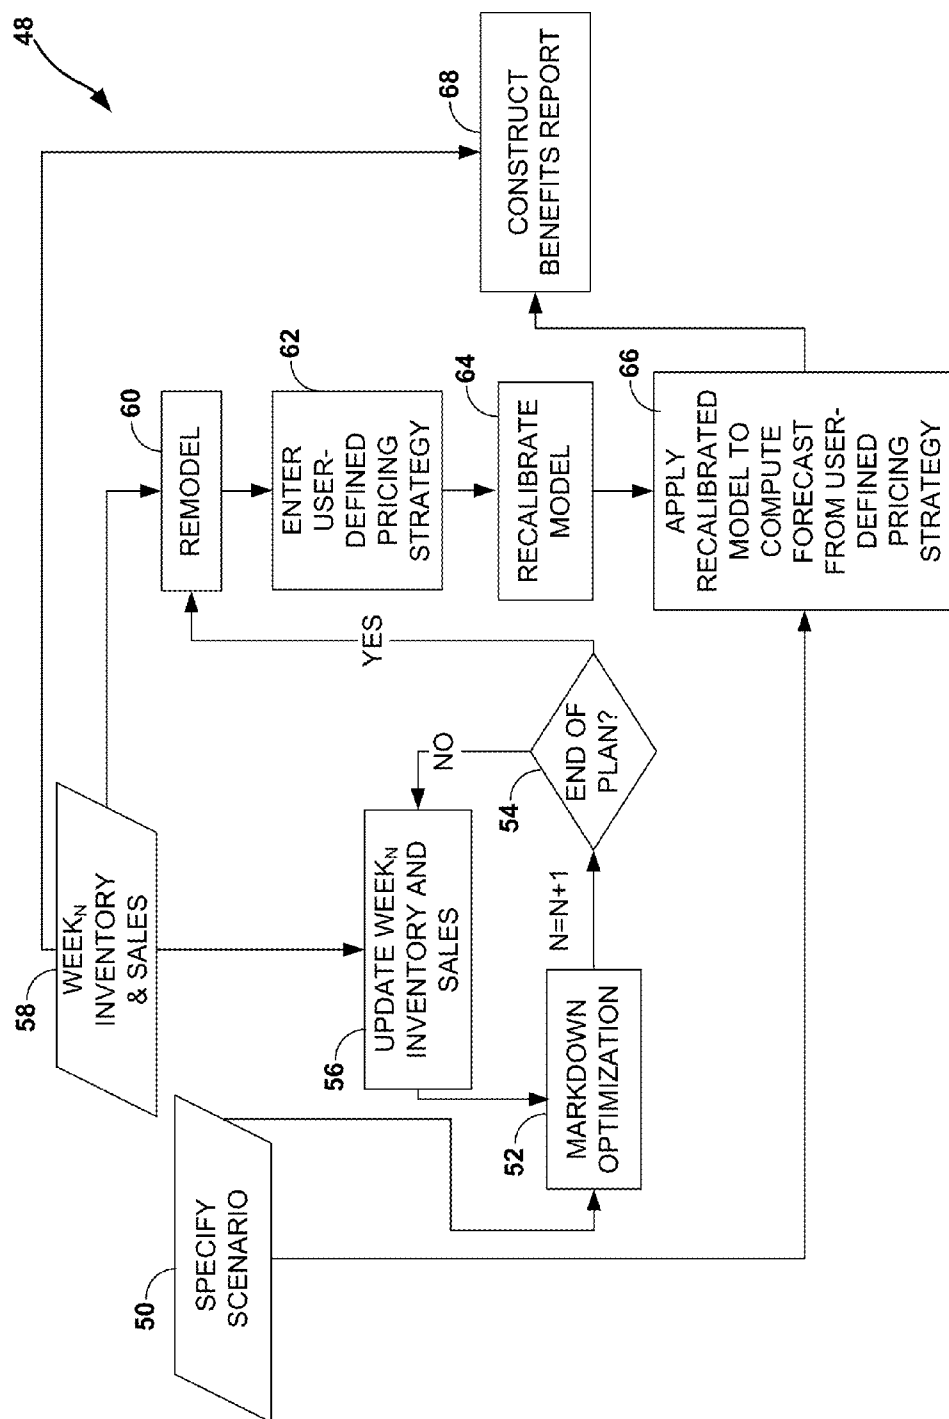 48
50
SPECIFY
SCENARIO
58
WEEKN
INVENTORY
& SALES
56
UPDATE WEEKN
INVENTORY AND
SALES
52
MARKDOWN
OPTIMIZATION
N=N+1
54
END OF
PLAN?
NO
YES
60
REMODEL
62
ENTER
USER-
DEFINED
PRICING
STRATEGY
64
RECALIBRATE
MODEL
66
APPLY
RECALIBRATED
MODEL TO
COMPUTE
FORECAST
FROM USER-
DEFINED
PRICING
STRATEGY
68
CONSTRUCT
BENEFITS REPORT